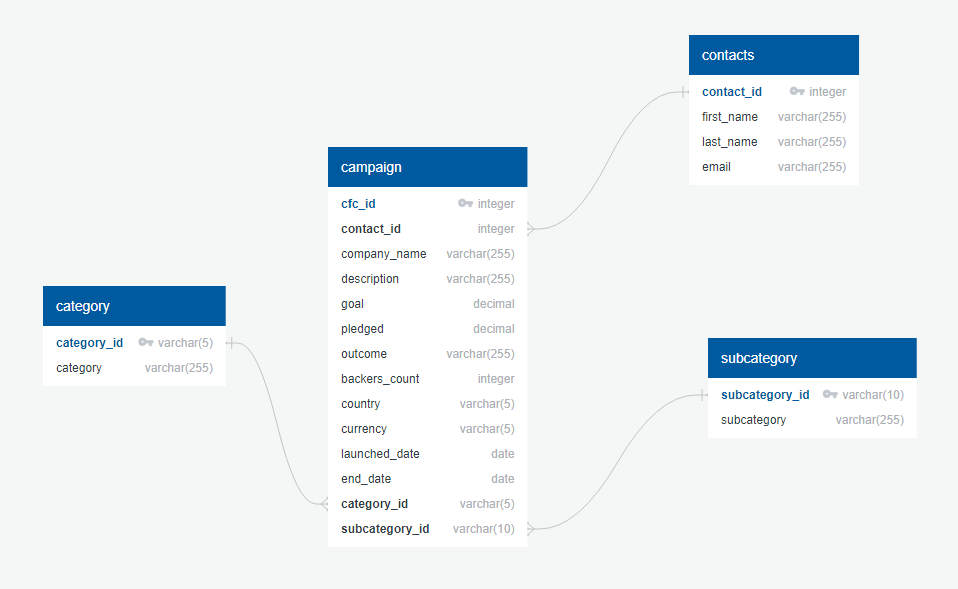 contacts
contact_id integer
first_name varchar(255)
last_name varchar(255)
email varchar(255)
campaign
cfc_id integer
contact_id integer
company_name varchar(255)
description varchar(255)
goal decimal
pledged decimal
outcome varchar(255)
backers_count integer
country varchar(5)
currency varchar(5)
launched_date date
end_date date
category_id varchar(5)
subcategory_id varchar(10)
category
category_id varchar(5)
category varchar(255)
subcategory
subcategory_id varchar(10)
subcategory varchar(255)